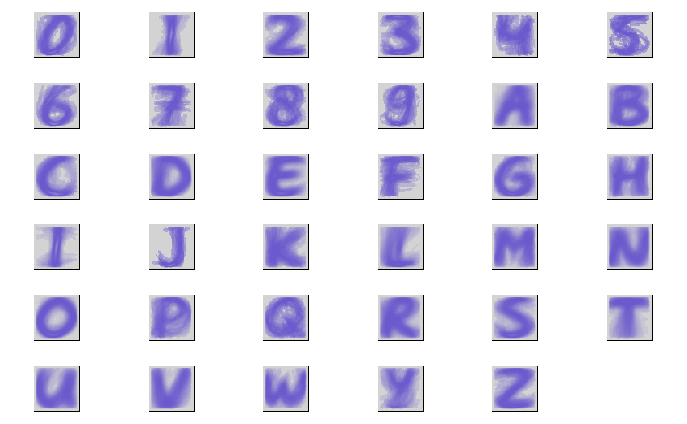 0 1 2 3 4 5
6 7 8 9 A B
C D E F G H
I J K L M N
O P Q R S T
U V W Y Z